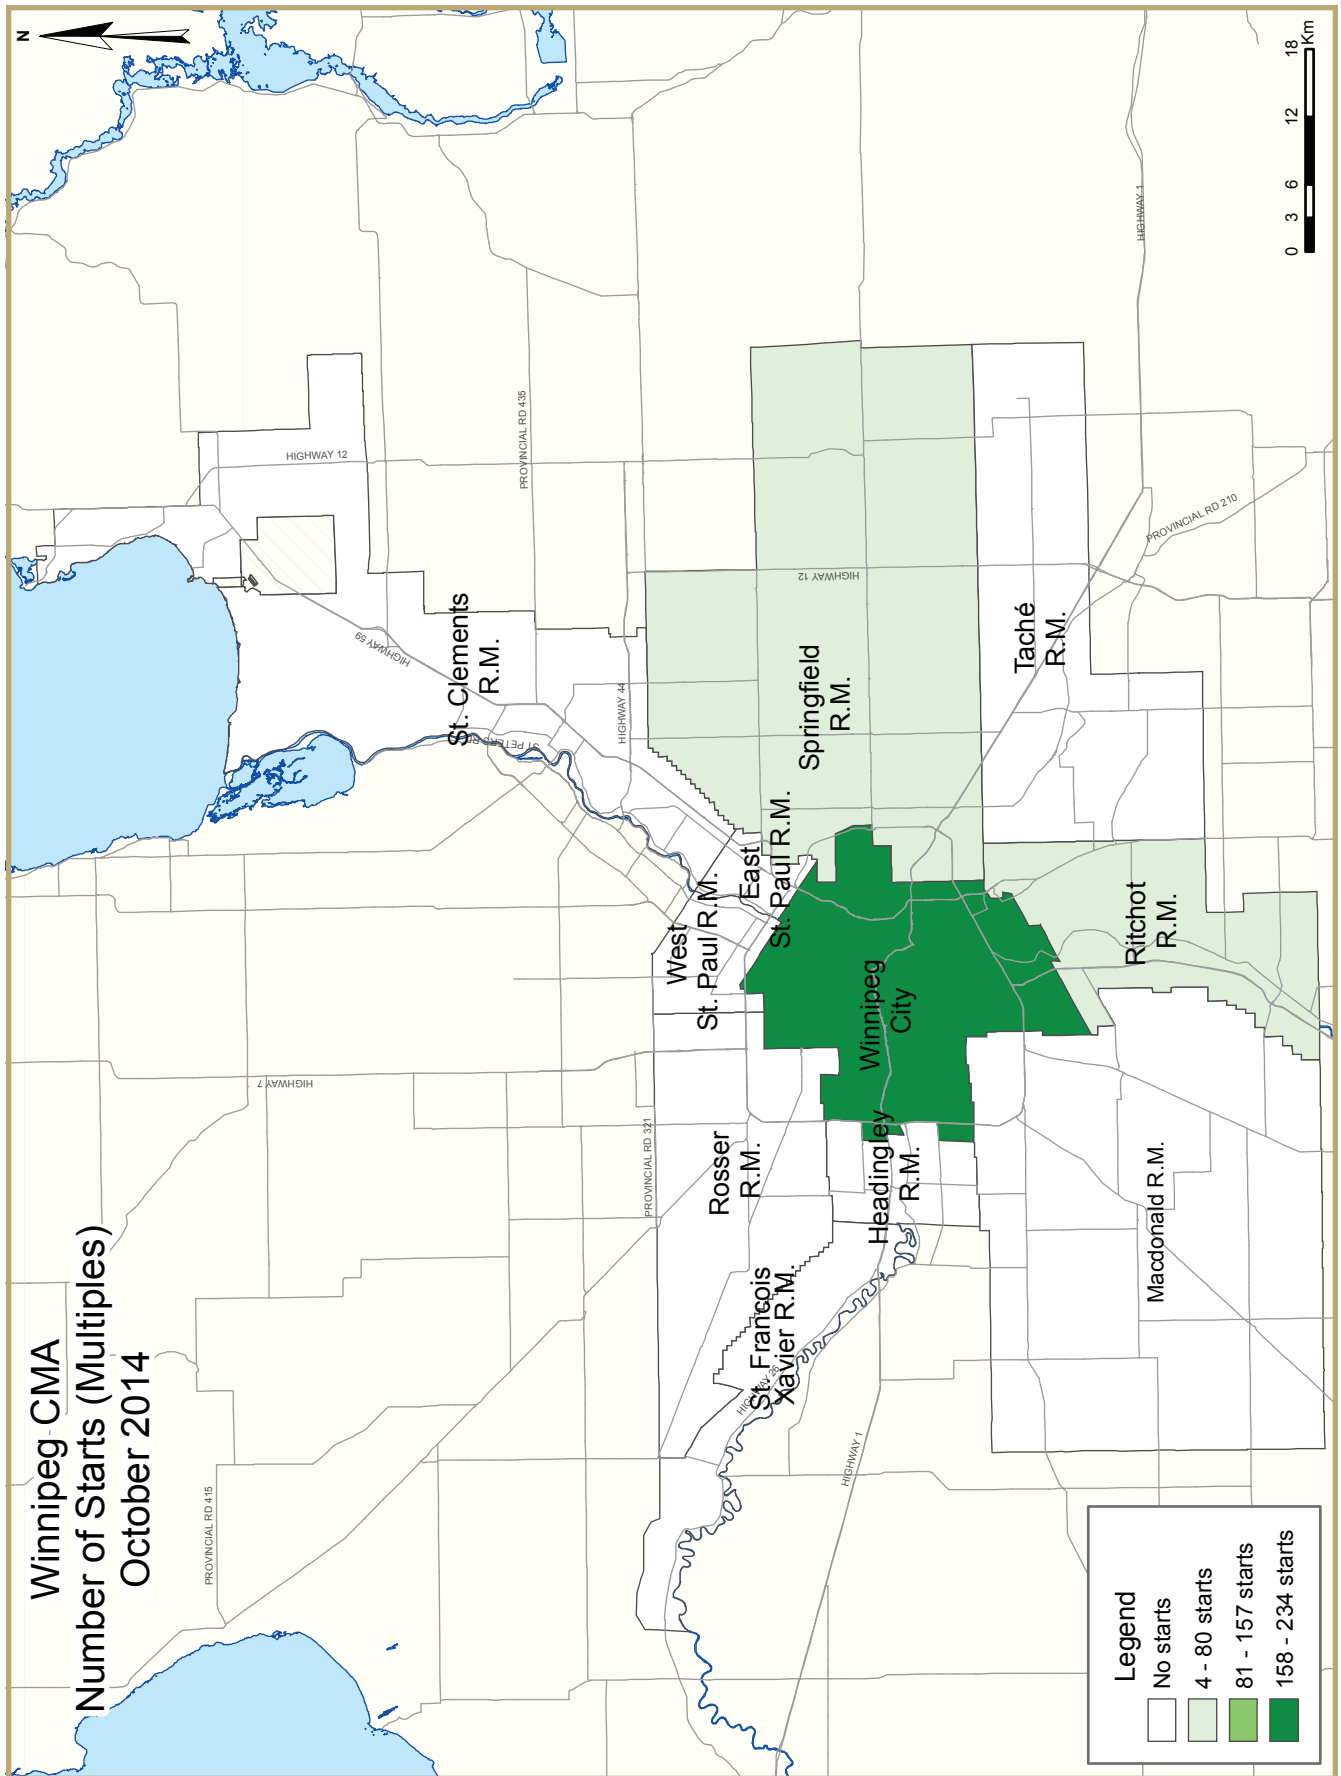 Winnipeg CMA
Number of Starts (Multiples)
October 2014
N
HIGHWAY 12
PROVINCIAL RD 435
HIGHWAY 59
St. Clements
R.M.
ST PETERS RD
HIGHWAY 44
HIGHWAY 12
HIGHWAY 1
PROVINCIAL RD 210
Springfield
R.M.
Taché
R.M.
East
St. Paul R.M.
West
St. Paul R.M.
Winnipeg
City
Ritchot
R.M.
HIGHWAY 7
PROVINCIAL RD 321
Rosser
R.M.
Headingley
R.M.
St. Francois
Xavier R.M.
HIGHWAY 26
Macdonald R.M.
HIGHWAY 1
PROVINCIAL RD 415
Legend
No starts
4 - 80 starts
81 - 157 starts
158 - 234 starts
0 3 6 12 18
Km